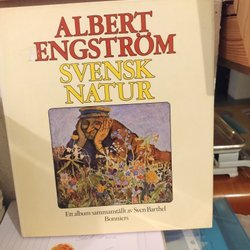 ALBERT
ENGSTRÖM
SVENSK
NATUR
Ett album sammanställt av Sven Barthel
Bonniers